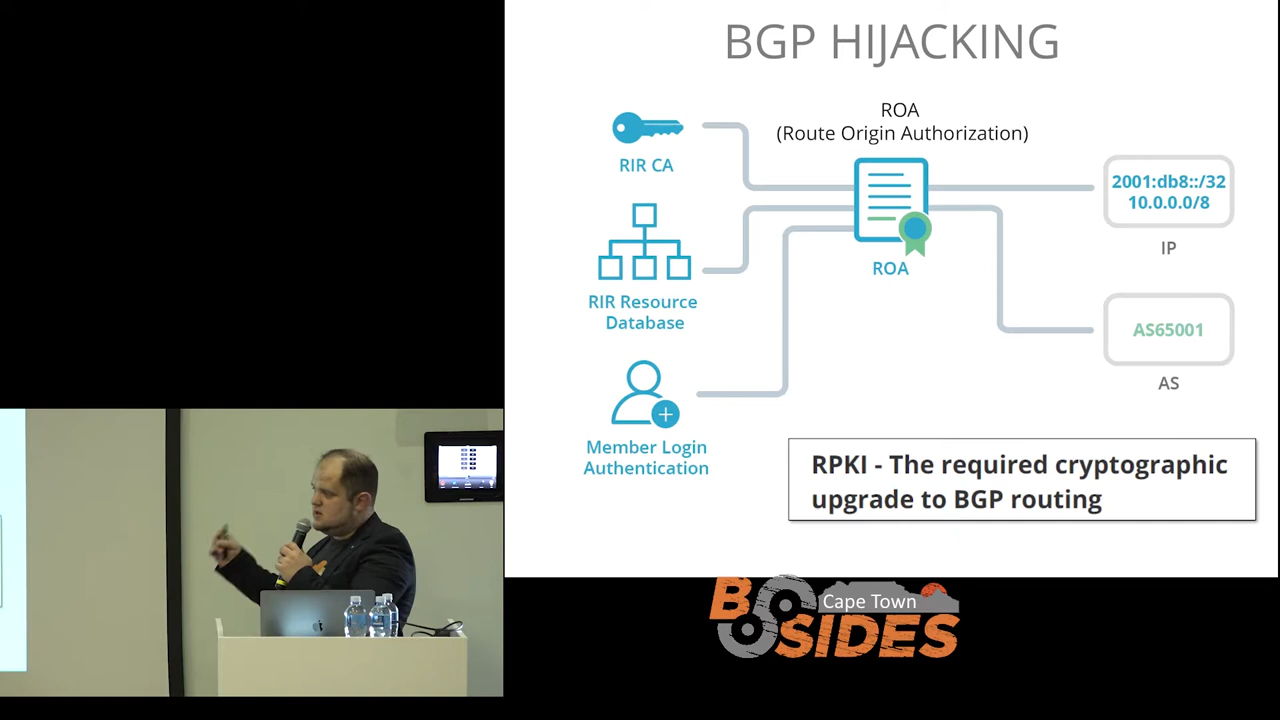 BGP HIJACKING
ROA
(Route Origin Authorization)
RIR CA
2001:db8::/32
10.0.0.0/8
IP
ROA
RIR Resource
Database
AS65001
AS
Member Login
Authentication
RPKI - The required cryptographic
upgrade to BGP routing
BSIDES
Cape Town